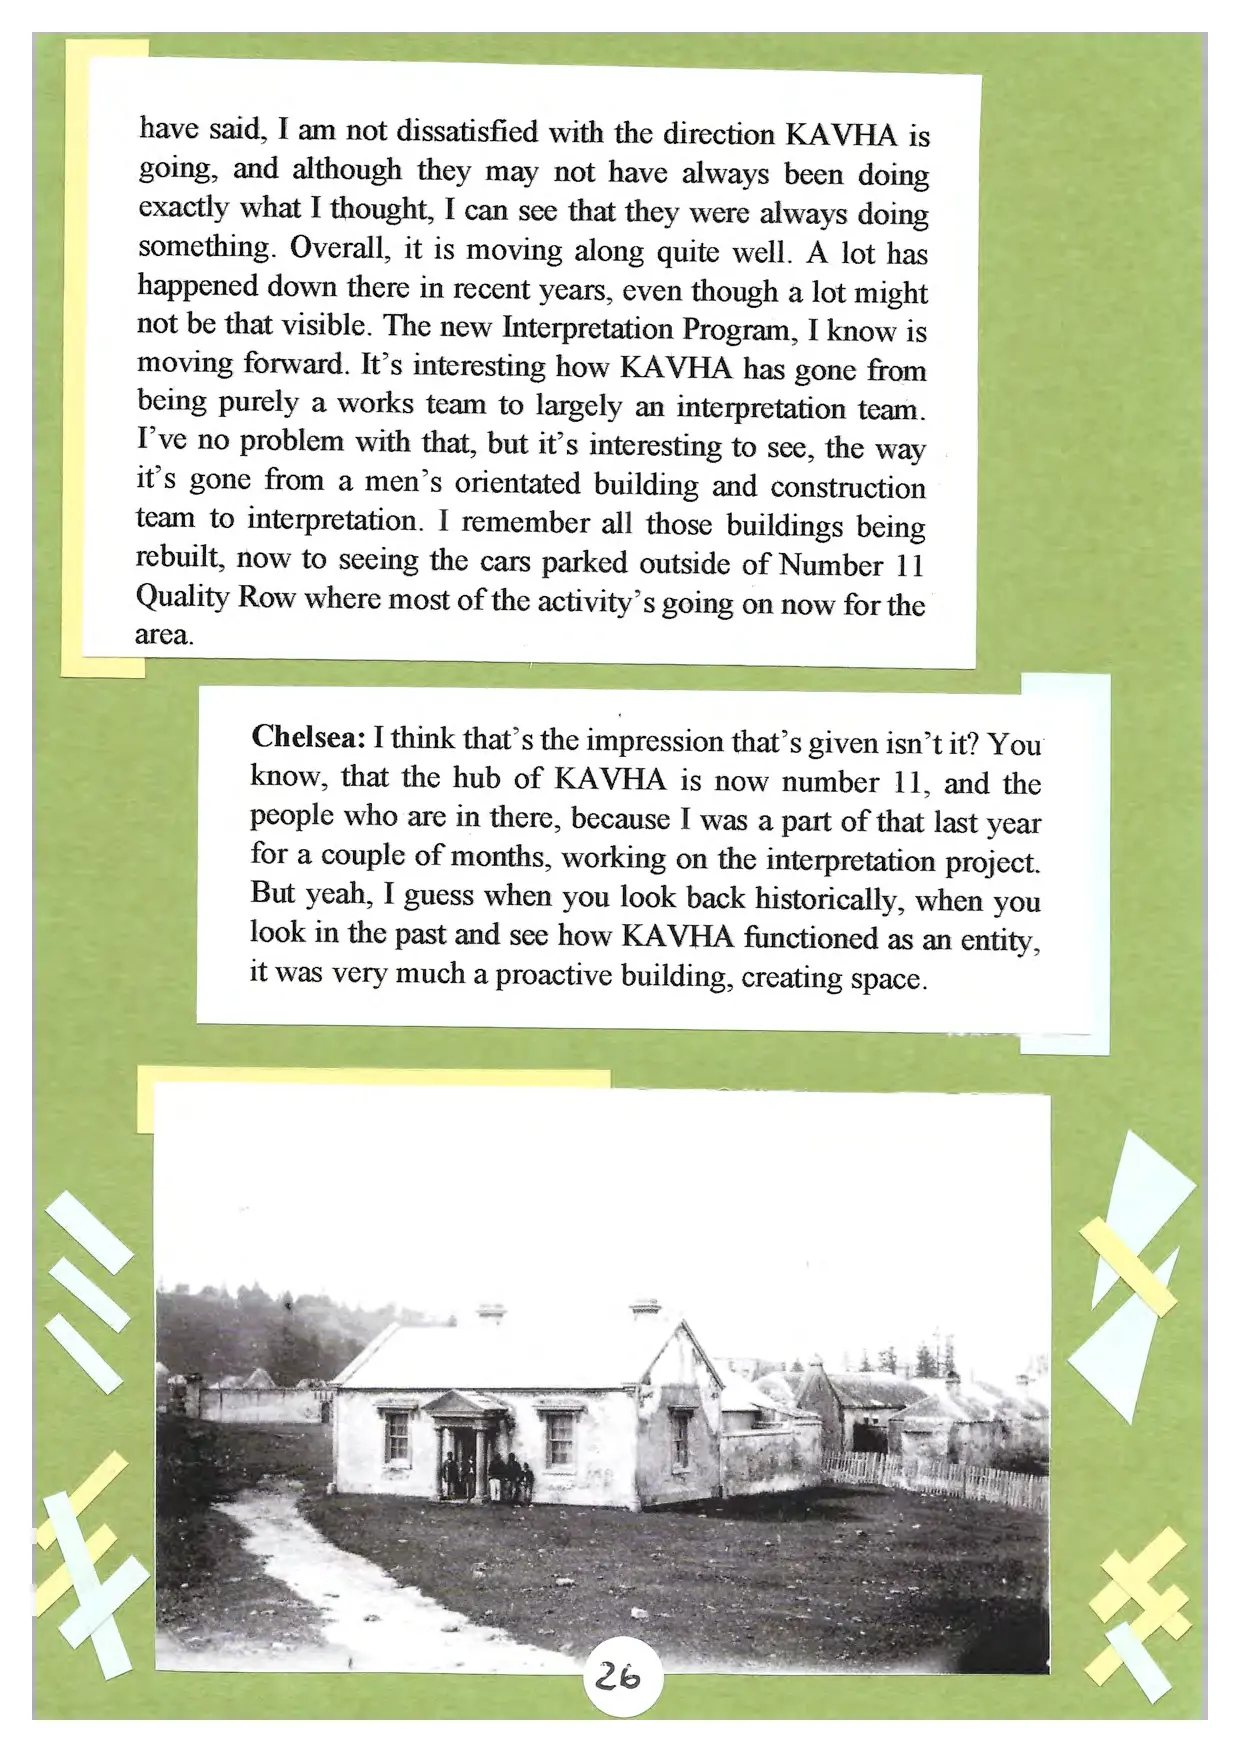 have said, I am not dissatisfied with the direction KAVHA is
going, and although they may not have always been doing
exactly what I thought, I can see that they were always doing
something. Overall, it is moving along quite well. A lot has
happened down there in recent years, even though a lot might
not be that visible. The new Interpretation Program, I know is
moving forward. It's interesting how KAVHA has gone from
being purely a works team to largely an interpretation team.
I've no problem with that, but it's interesting to see, the way
it's gone from a men's orientated building and construction
team to interpretation. I remember all those buildings being
rebuilt, now to seeing the cars parked outside of Number 11
Quality Row where most of the activity's going on now for the
area.
Chelsea: I think that's the impression that's given isn't it? You
know, that the hub of KAVHA is now number 11, and the
people who are in there, because I was a part of that last year
for a couple of months, working on the interpretation project.
But yeah, I guess when you look back historically, when you
look in the past and see how KAVHA functioned as an entity,
it was very much a proactive building, creating space.
26